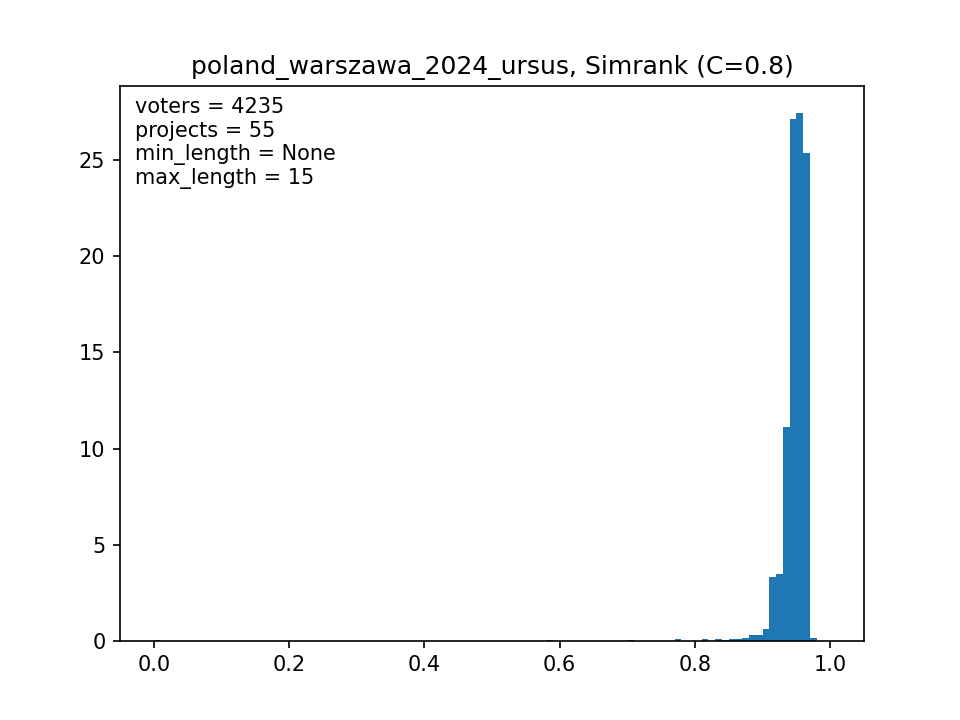 poland_warszawa_2024_ursus, Simrank (C=0.8)
voters = 4235
projects = 55
min_length = None
max_length = 15
25
20
15
10
5
0
0.0 0.2 0.4 0.6 0.8 1.0